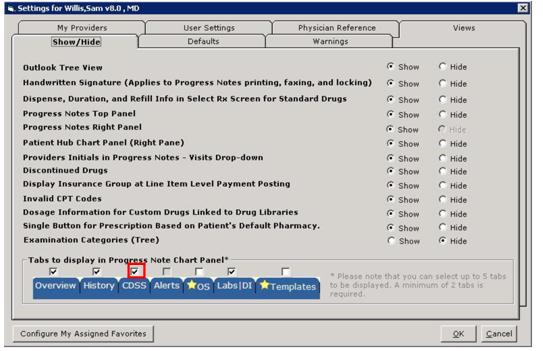 Settings for Willis,Sam v8.0 , MD
My Providers User Settings Physician Reference Views
Show/Hide Defaults Warnings
Outlook Tree View Show Hide
Handwritten Signature (Applies to Progress Notes printing, faxing, and locking) Show Hide
Dispense, Duration, and Refill Info in Select Rx Screen for Standard Drugs Show Hide
Progress Notes Top Panel Show Hide
Progress Notes Right Panel Show Hide
Patient Hub Chart Panel (Right Pane) Show Hide
Providers Initials in Progress Notes - Visits Drop-down Show Hide
Discontinued Drugs Show Hide
Display Insurance Group at Line Item Level Payment Posting Show Hide
Invalid CPT Codes Show Hide
Dosage Information for Custom Drugs Linked to Drug Libraries Show Hide
Single Button for Prescription Based on Patient's Default Pharmacy. Show Hide
Examination Categories (Tree) Show Hide
Tabs to display in Progress Note Chart Panel*
Overview History CDSS Alerts OS Labs|DI Templates
* Please note that you can select up to 5 tabs
to be displayed. A minimum of 2 tabs is
required.
Configure My Assigned Favorites OK Cancel